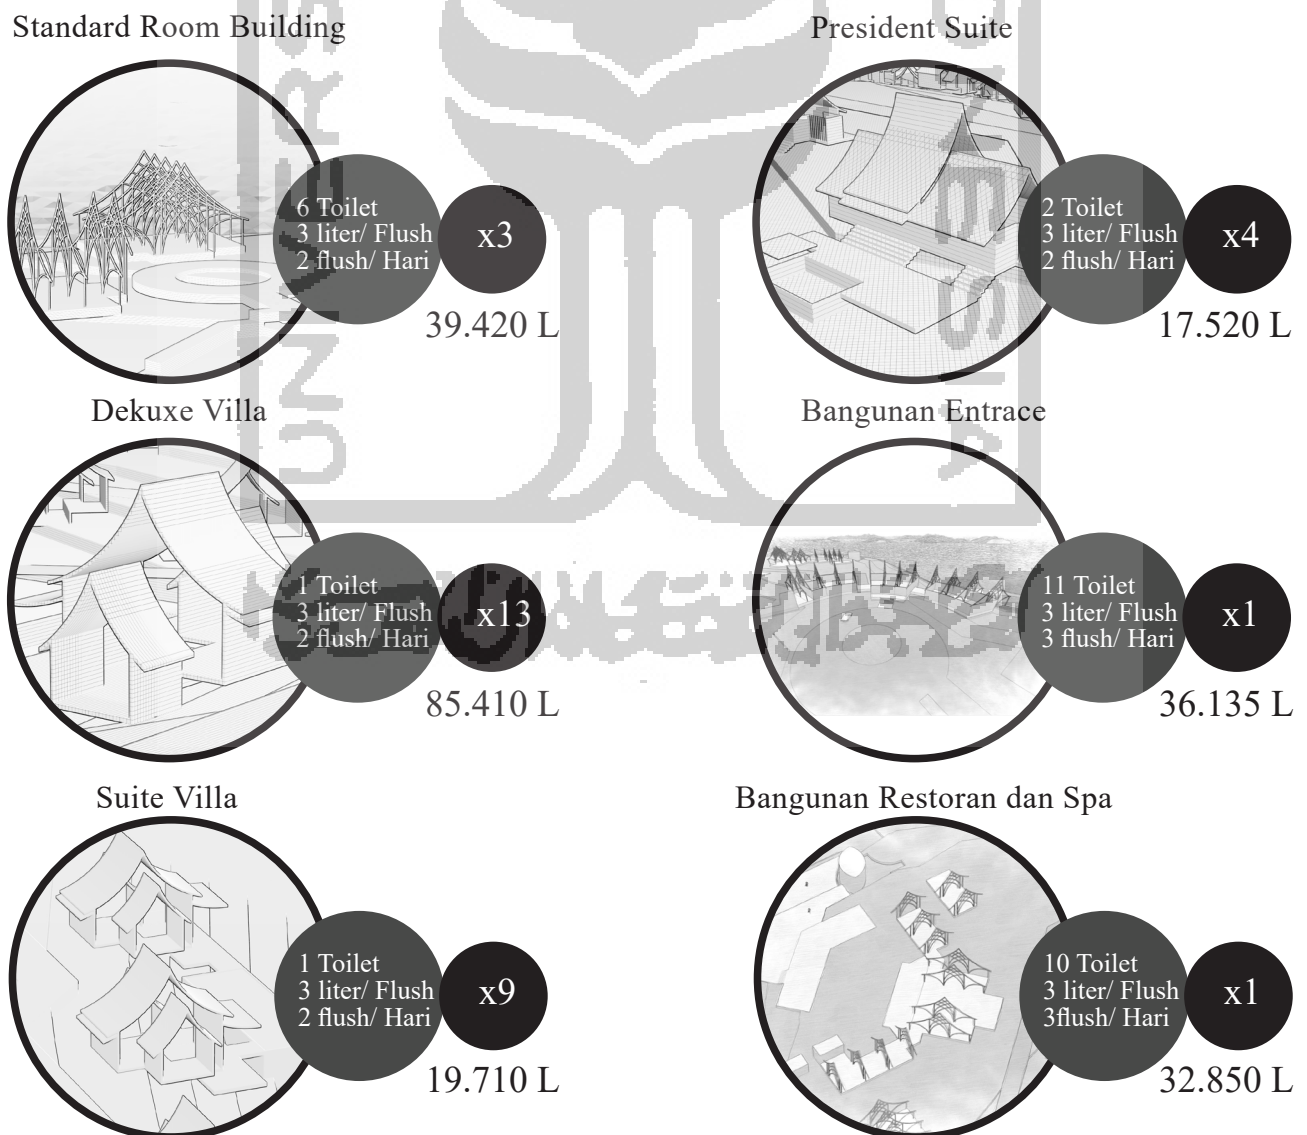 Standard Room Building
6 Toilet
3 liter/ Flush
2 flush/ Hari
x3
39.420 L
President Suite
2 Toilet
3 liter/ Flush
2 flush/ Hari
x4
17.520 L
Dekuxe Villa
1 Toilet
3 liter/ Flush
2 flush/ Hari
x13
85.410 L
Bangunan Entrace
11 Toilet
3 liter/ Flush
3 flush/ Hari
x1
36.135 L
Suite Villa
1 Toilet
3 liter/ Flush
2 flush/ Hari
x9
19.710 L
Bangunan Restoran dan Spa
10 Toilet
3 liter/ Flush
3flush/ Hari
x1
32.850 L